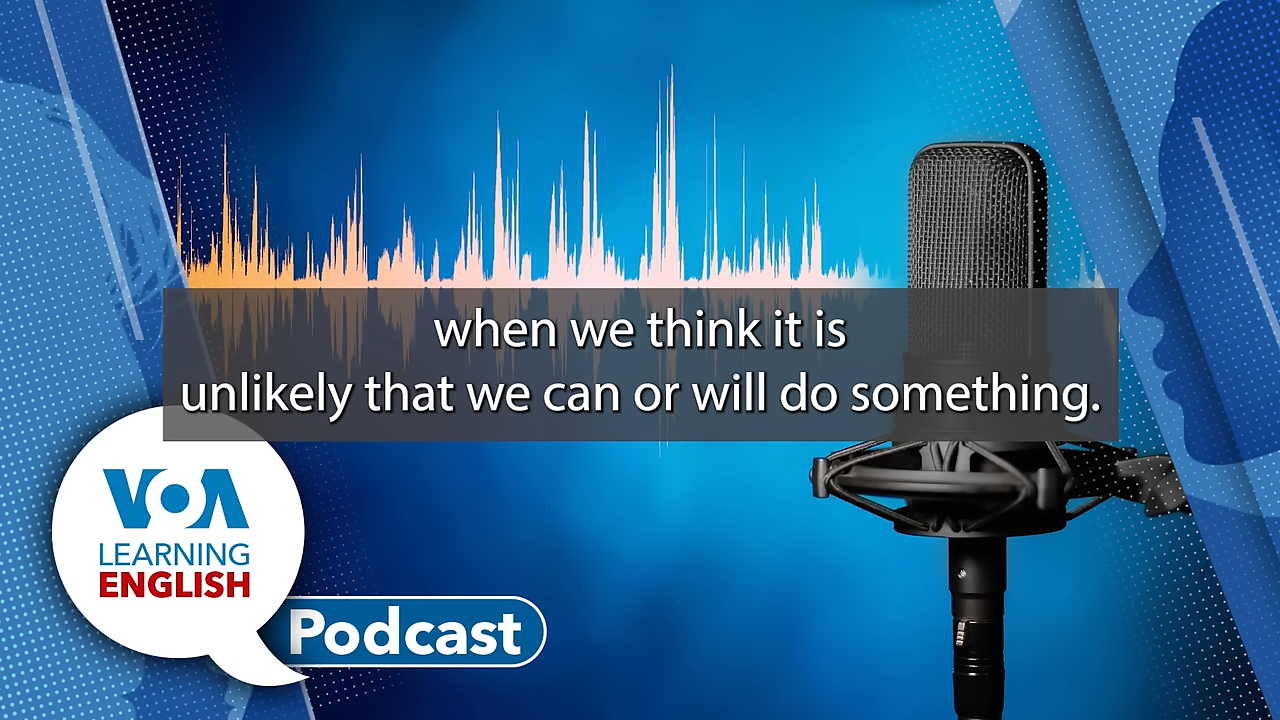 when we think it is
unlikely that we can or will do something.
VOA
LEARNING
ENGLISH
Podcast